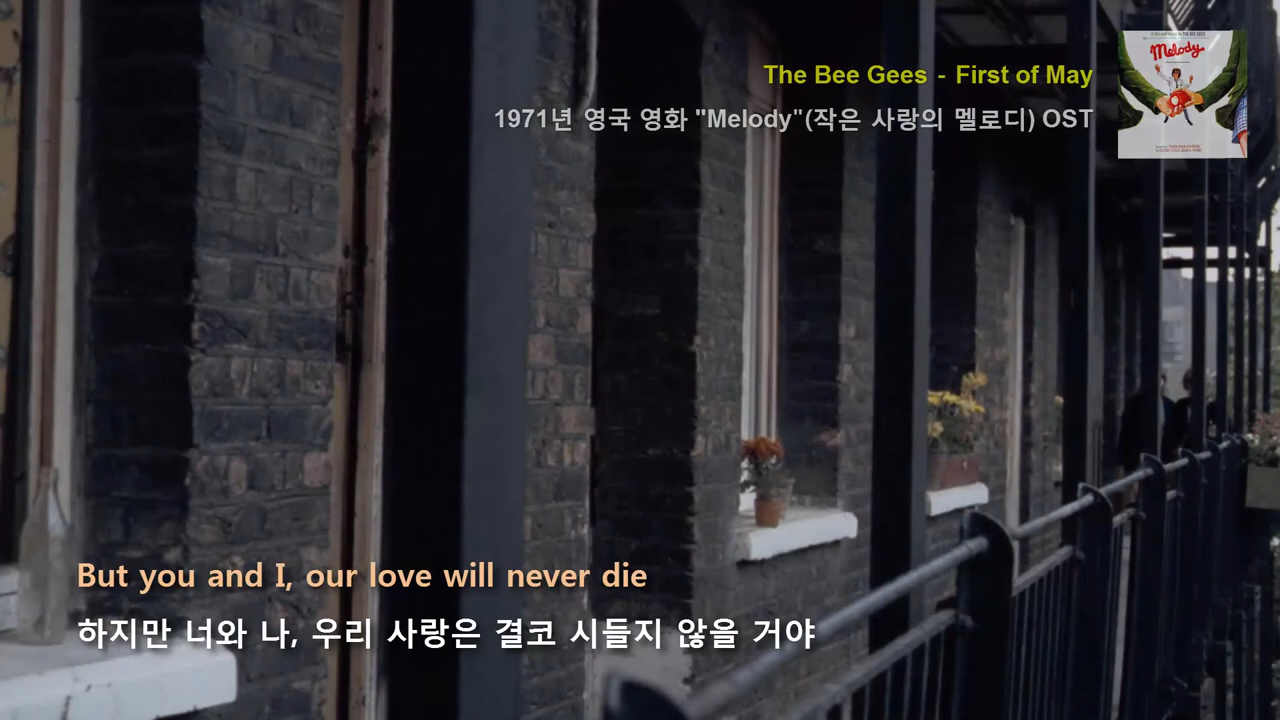 The Bee Gees - First of May
1971년 영국 영화 "Melody"(작은 사랑의 멜로디) OST
Melody
But you and I, our love will never die
하지만 너와 나, 우리 사랑은 결코 시들지 않을 거야